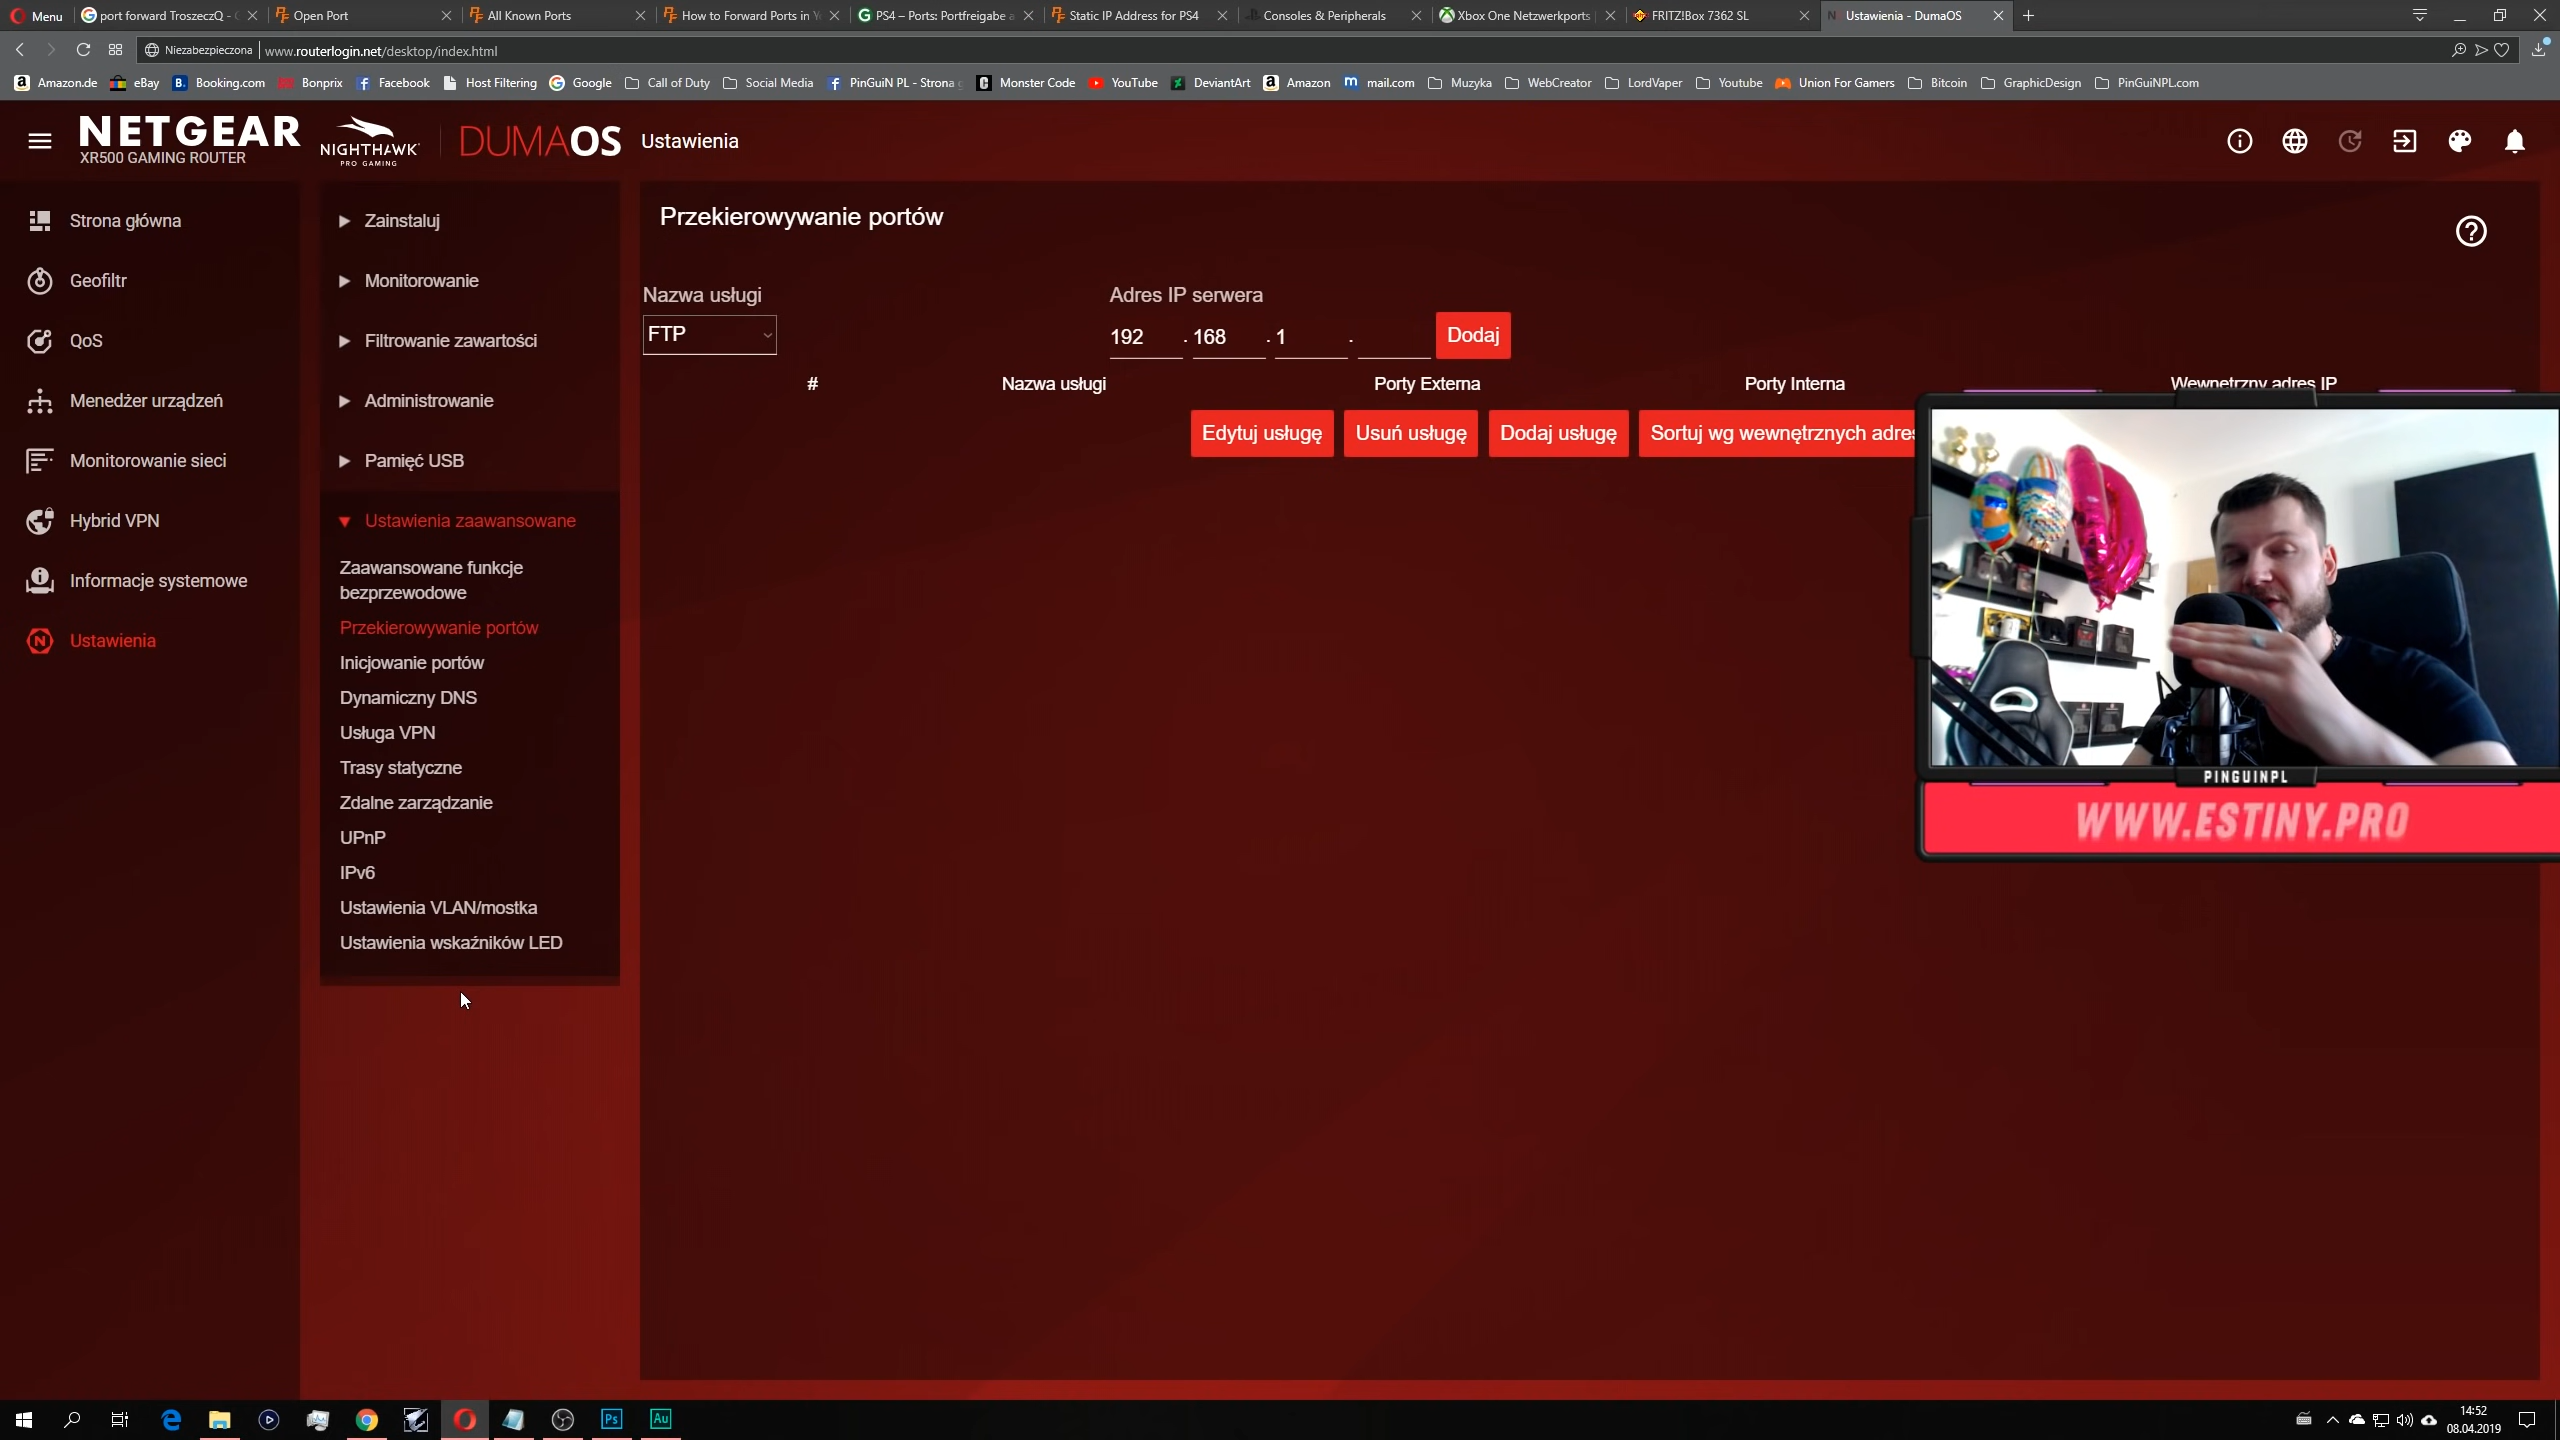 Menu
port forward TroszeczQ -
Open Port
All Known Ports
How to Forward Ports in Y
PS4 – Ports: Portfreigabe a
Static IP Address for PS4
Consoles & Peripherals
Xbox One Netzwerkports
FRITZ!Box 7362 SL
Ustawienia - DumaOS
Niezabezpieczona
www.routerlogin.net/desktop/index.html
Amazon.de
eBay
Booking.com
Bonprix
Facebook
Host Filtering
Google
Call of Duty
Social Media
PinGuiN PL - Strona g
Monster Code
YouTube
DeviantArt
Amazon
mail.com
Muzyka
WebCreator
LordVaper
Youtube
Union For Gamers
Bitcoin
GraphicDesign
PinGuiNPL.com
NETGEAR
XR500 GAMING ROUTER
NIGHTHAWK
PRO GAMING
DUMAOS
Ustawienia
Strona główna
Geofiltr
QoS
Menedżer urządzeń
Monitorowanie sieci
Hybrid VPN
Informacje systemowe
Ustawienia
Zainstaluj
Monitorowanie
Filtrowanie zawartości
Administrowanie
Pamięć USB
Ustawienia zaawansowane
Zaawansowane funkcje
bezprzewodowe
Przekierowywanie portów
Inicjowanie portów
Dynamiczny DNS
Usługa VPN
Trasy statyczne
Zdalne zarządzanie
UPnP
IPv6
Ustawienia VLAN/mostka
Ustawienia wskaźników LED
Przekierowywanie portów
Nazwa usługi
Adres IP serwera
FTP
192 . 168 . 1 .
Dodaj
# Nazwa usługi Porty Externa Porty Interna Wewnętrzny adres IP
Edytuj usługę
Usuń usługę
Dodaj usługę
Sortuj wg wewnętrznych adres
PINGUINPL
WWW.ESTINY.PRO
Ps
Au
14:52
08.04.2019